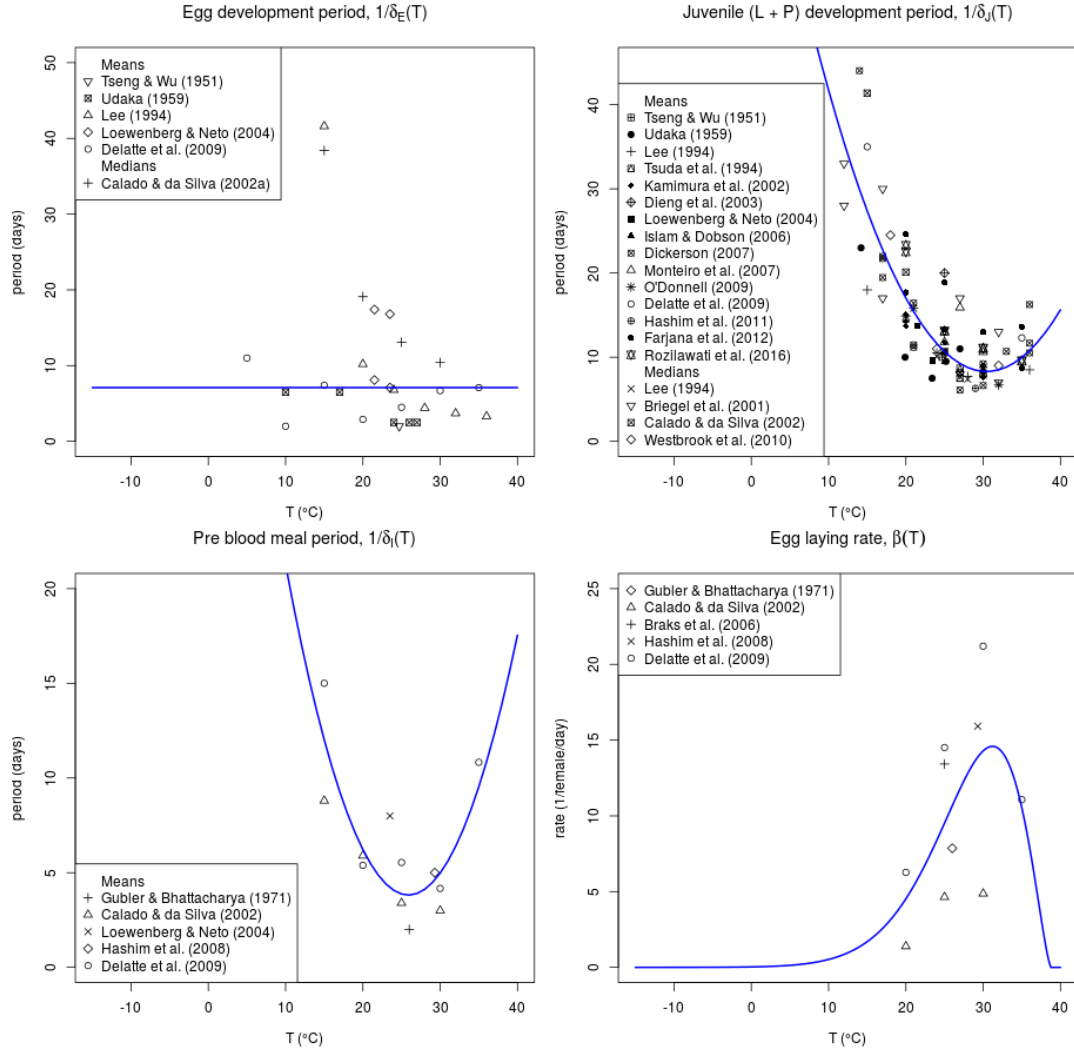 Egg development period, 1/δE(T)
50
40
30
20
10
0
period (days)
Means
Tseng & Wu (1951)
Udaka (1959)
Lee (1994)
Loewenberg & Neto (2004)
Delatte et al. (2009)
Medians
Calado & da Silva (2002a)
-10 0 10 20 30 40
T (°C)
Juvenile (L + P) development period, 1/δJ(T)
40
30
20
10
0
period (days)
Means
Tseng & Wu (1951)
Udaka (1959)
Lee (1994)
Tsuda et al. (1994)
Kamimura et al. (2002)
Dieng et al. (2003)
Loewenberg & Neto (2004)
Islam & Dobson (2006)
Dickerson (2007)
Monteiro et al. (2007)
O'Donnell (2009)
Delatte et al. (2009)
Hashim et al. (2011)
Farjana et al. (2012)
Rozilawati et al. (2016)
Medians
Lee (1994)
Briegel et al. (2001)
Calado & da Silva (2002)
Westbrook et al. (2010)
-10 0 10 20 30 40
T (°C)
Pre blood meal period, 1/δI(T)
20
15
10
5
0
period (days)
Means
Gubler & Bhattacharya (1971)
Calado & da Silva (2002)
Loewenberg & Neto (2004)
Hashim et al. (2008)
Delatte et al. (2009)
-10 0 10 20 30 40
T (°C)
Egg laying rate, β(T)
25
20
15
10
5
0
rate (1/female/day)
Gubler & Bhattacharya (1971)
Calado & da Silva (2002)
Braks et al. (2006)
Hashim et al. (2008)
Delatte et al. (2009)
-10 0 10 20 30 40
T (°C)